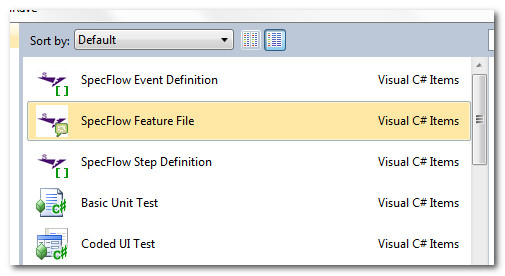 Sort by: Default
SpecFlow Event Definition Visual C# Items
SpecFlow Feature File Visual C# Items
SpecFlow Step Definition Visual C# Items
Basic Unit Test Visual C# Items
Coded UI Test Visual C# Items